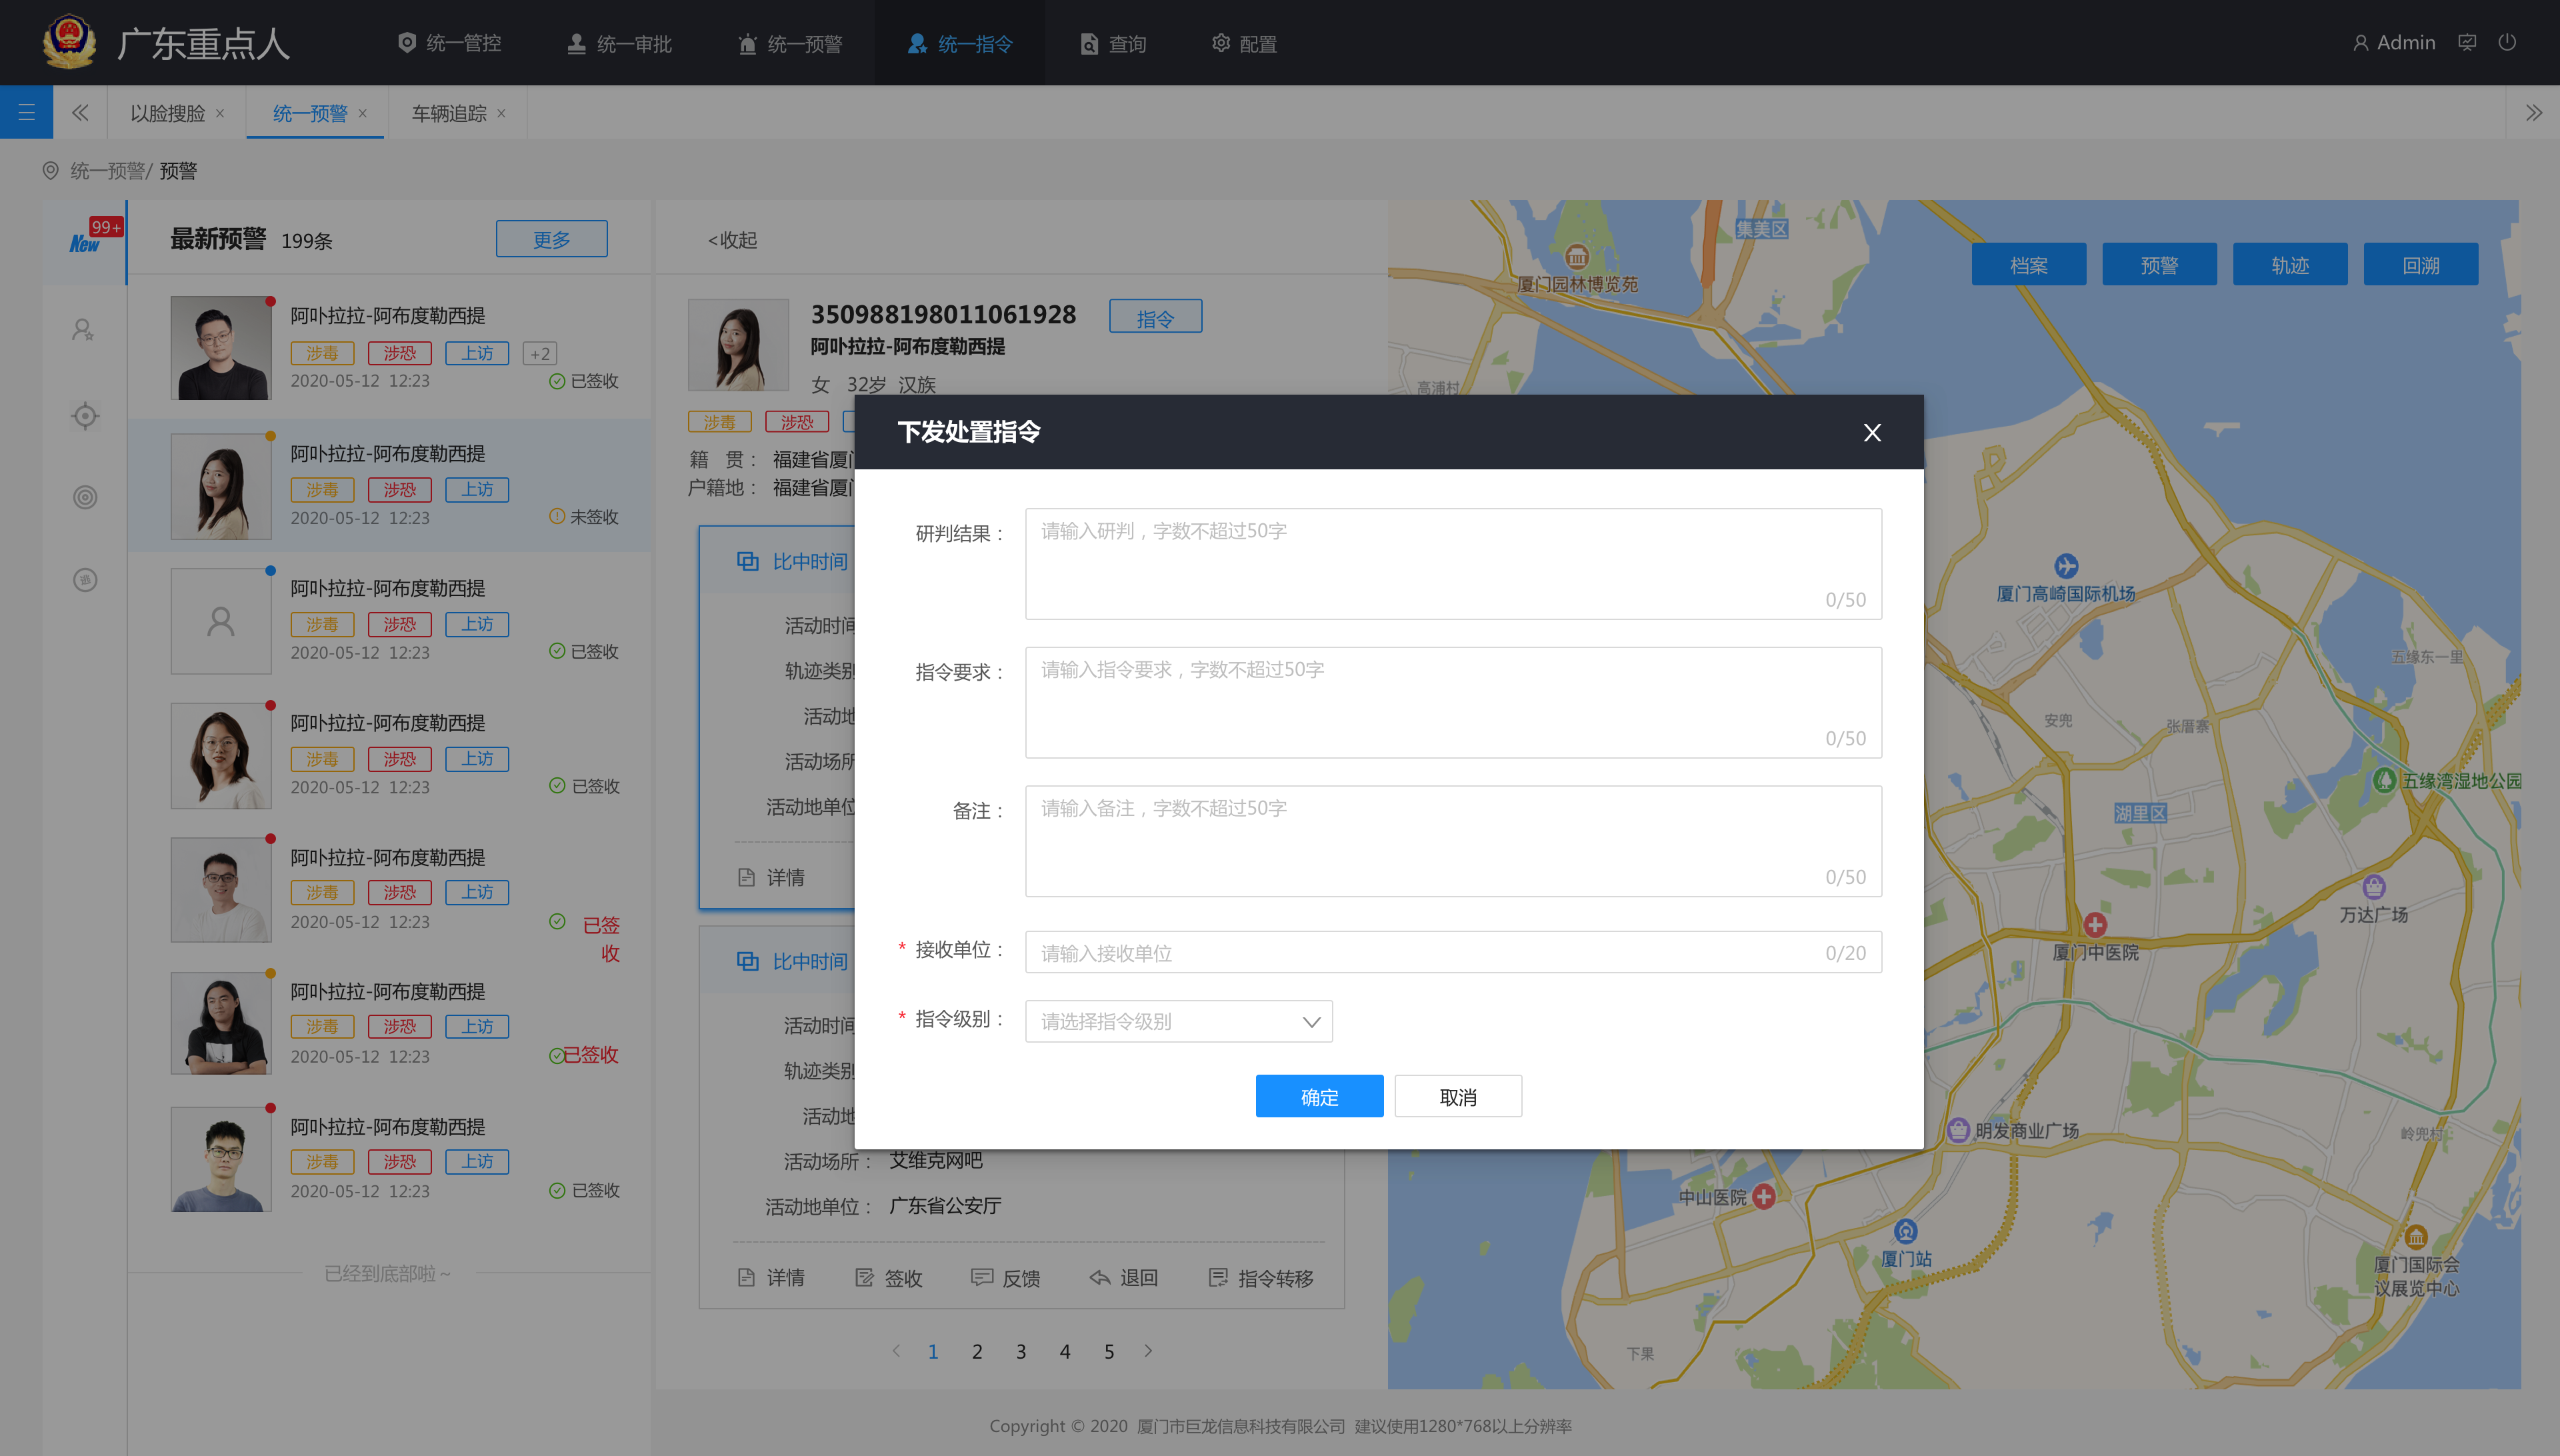 广东重点人
统一管控
统一审批
统一预警
统一指令
查询
配置
Admin
以脸搜脸
统一预警
车辆追踪
统一预警/ 预警
99+
New
最新预警 199条
更多
阿卟拉拉-阿布度勒西提
涉毒 涉恐 上访 +2
2020-05-12 12:23
已签收
阿卟拉拉-阿布度勒西提
涉毒 涉恐 上访
2020-05-12 12:23
未签收
阿卟拉拉-阿布度勒西提
涉毒 涉恐 上访
2020-05-12 12:23
已签收
阿卟拉拉-阿布度勒西提
涉毒 涉恐 上访
2020-05-12 12:23
已签收
阿卟拉拉-阿布度勒西提
涉毒 涉恐 上访
2020-05-12 12:23
已签
收
阿卟拉拉-阿布度勒西提
涉毒 涉恐 上访
2020-05-12 12:23
已签收
阿卟拉拉-阿布度勒西提
涉毒 涉恐 上访
2020-05-12 12:23
已签收
已经到底部啦～
<收起
350988198011061928
指令
阿卟拉拉-阿布度勒西提
女 32岁 汉族
涉毒 涉恐
籍 贯： 福建省厦门
户籍地： 福建省厦门
比中时间
活动时间
轨迹类别
活动地
活动场所
活动地单位
详情
比中时间
活动时间
轨迹类别
活动地
活动场所： 艾维克网吧
活动地单位： 广东省公安厅
详情 签收 反馈 退回 指令转移
1 2 3 4 5
下发处置指令
X
研判结果：
请输入研判，字数不超过50字
0/50
指令要求：
请输入指令要求，字数不超过50字
0/50
备注：
请输入备注，字数不超过50字
0/50
* 接收单位：
请输入接收单位
0/20
* 指令级别：
请选择指令级别
确定
取消
档案
预警
轨迹
回溯
集美区
厦门园林博览苑
高浦村
厦门高崎国际机场
五缘东一里
安兜
张厝寨
五缘湾湿地公园
湖里区
万达广场
厦门中医院
明发商业广场
岭兜村
中山医院
厦门站
厦门国际会
议展览中心
下果
Copyright © 2020 厦门市巨龙信息科技有限公司 建议使用1280*768以上分辨率